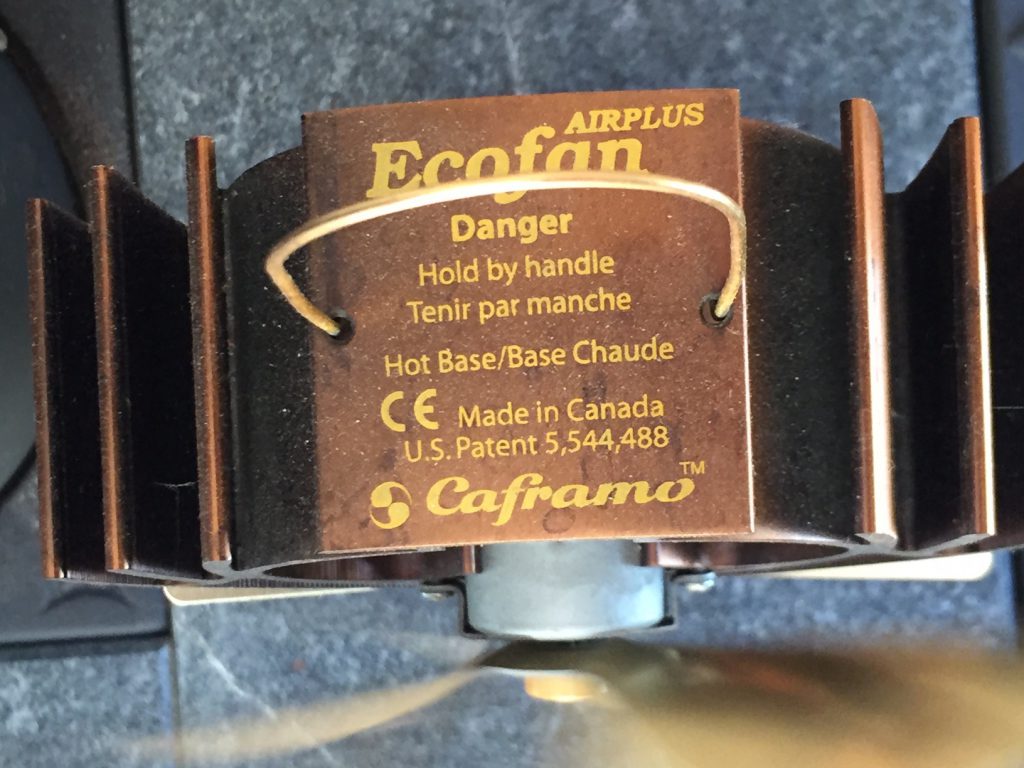 AIRPLUS
Ecofan
Danger
Hold by handle
Tenir par manche
Hot Base/Base Chaude
CE Made in Canada
U.S. Patent 5,544,488
Caframo™